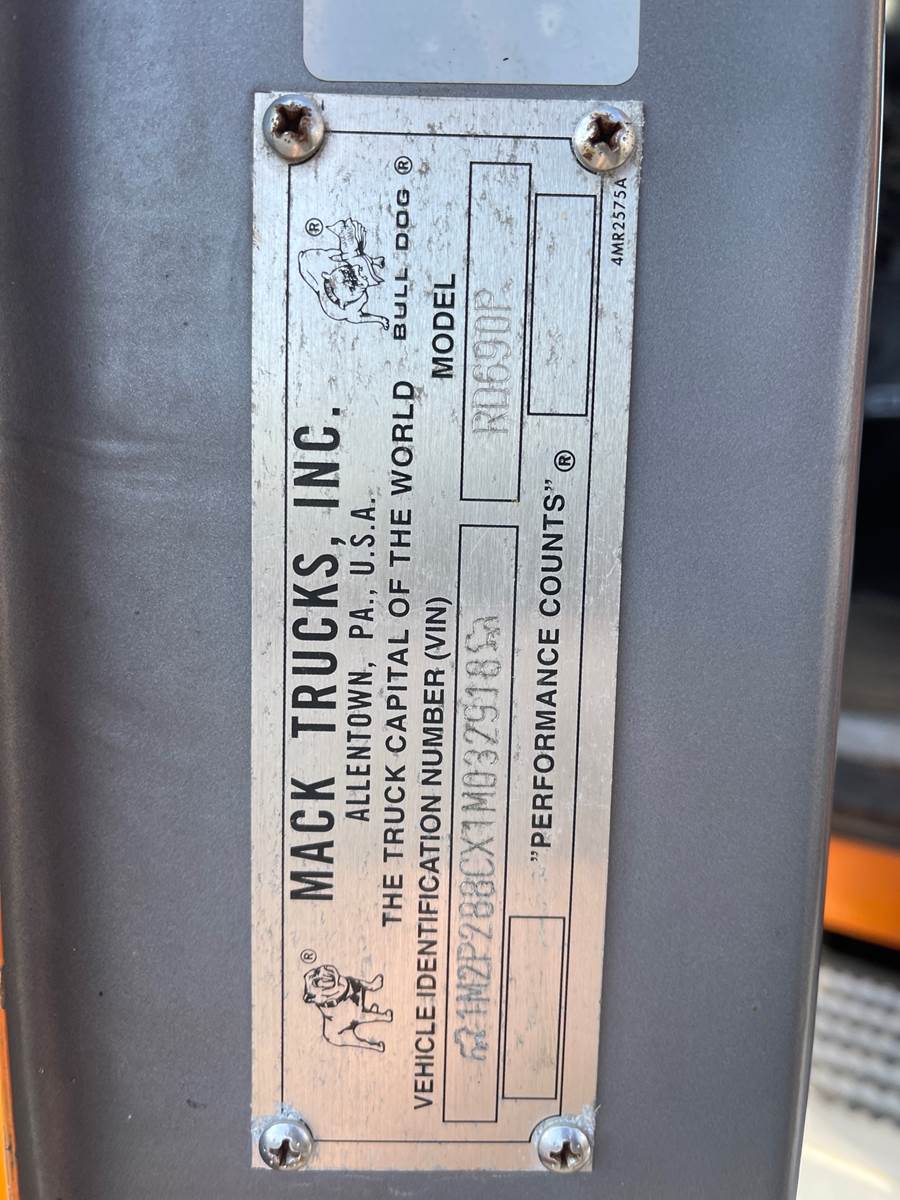 MACK TRUCKS, INC.
®
®
ALLENTOWN, PA., U.S.A.
THE TRUCK CAPITAL OF THE WORLD BULL DOG ®
VEHICLE IDENTIFICATION NUMBER (VIN) MODEL
1M2P288CX1M032918 RD690P
"PERFORMANCE COUNTS" ®
4MR2575A